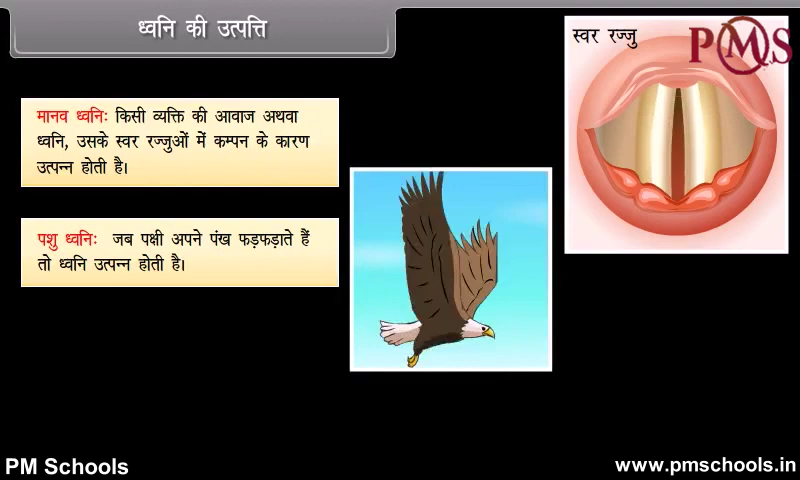 ध्वनि की उत्पत्ति
स्वर रज्जु
PMS
मानव ध्वनिः किसी व्यक्ति की आवाज अथवा
ध्वनि, उसके स्वर रज्जुओं में कम्पन के कारण
उत्पन्न होती है।
पशु ध्वनिः जब पक्षी अपने पंख फड़फड़ाते हैं
तो ध्वनि उत्पन्न होती है।
PM Schools
www.pmschools.in